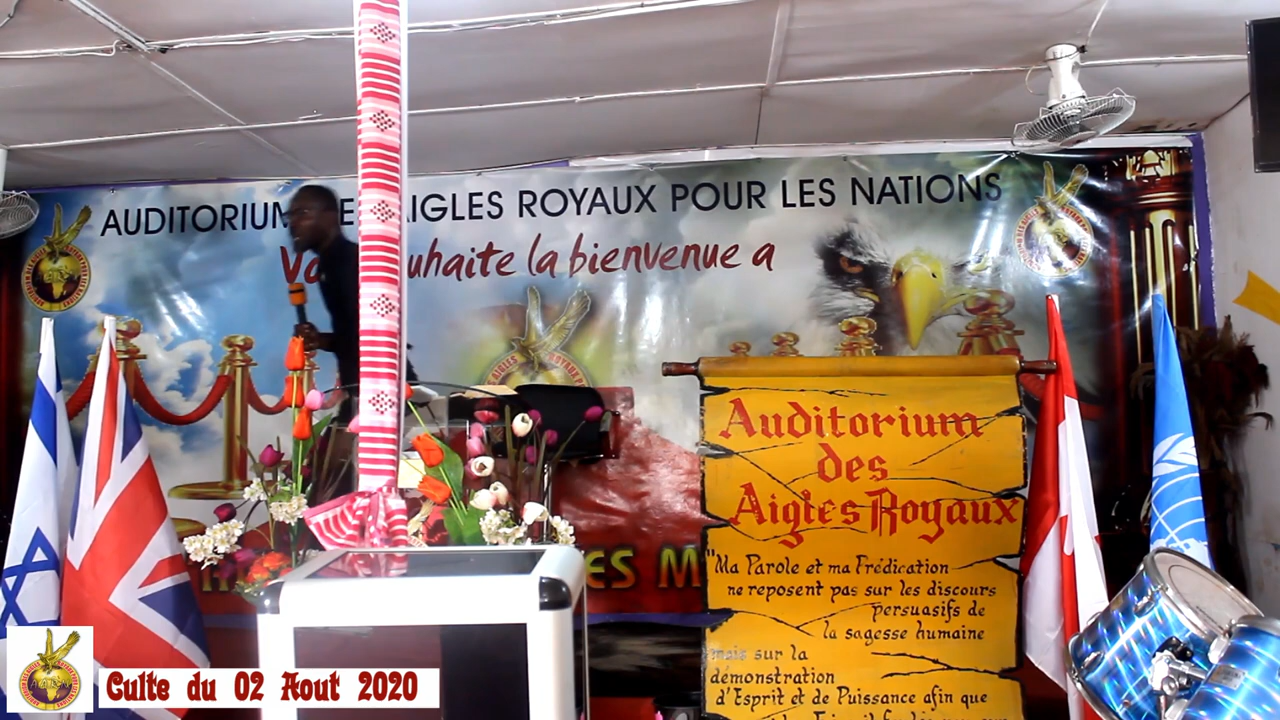 AUDITORIUM AIGLES ROYAUX POUR LES NATIONS
uhaite la bienvenue a
Auditorium
des
Aigles Royaux
"Ma Parole et ma Prédication
ne reposent pas sur les discours
persuasifs de
la sagesse humaine
mais sur la
démonstration
d'Esprit et de Puissance afin que
Culte du 02 Aout 2020